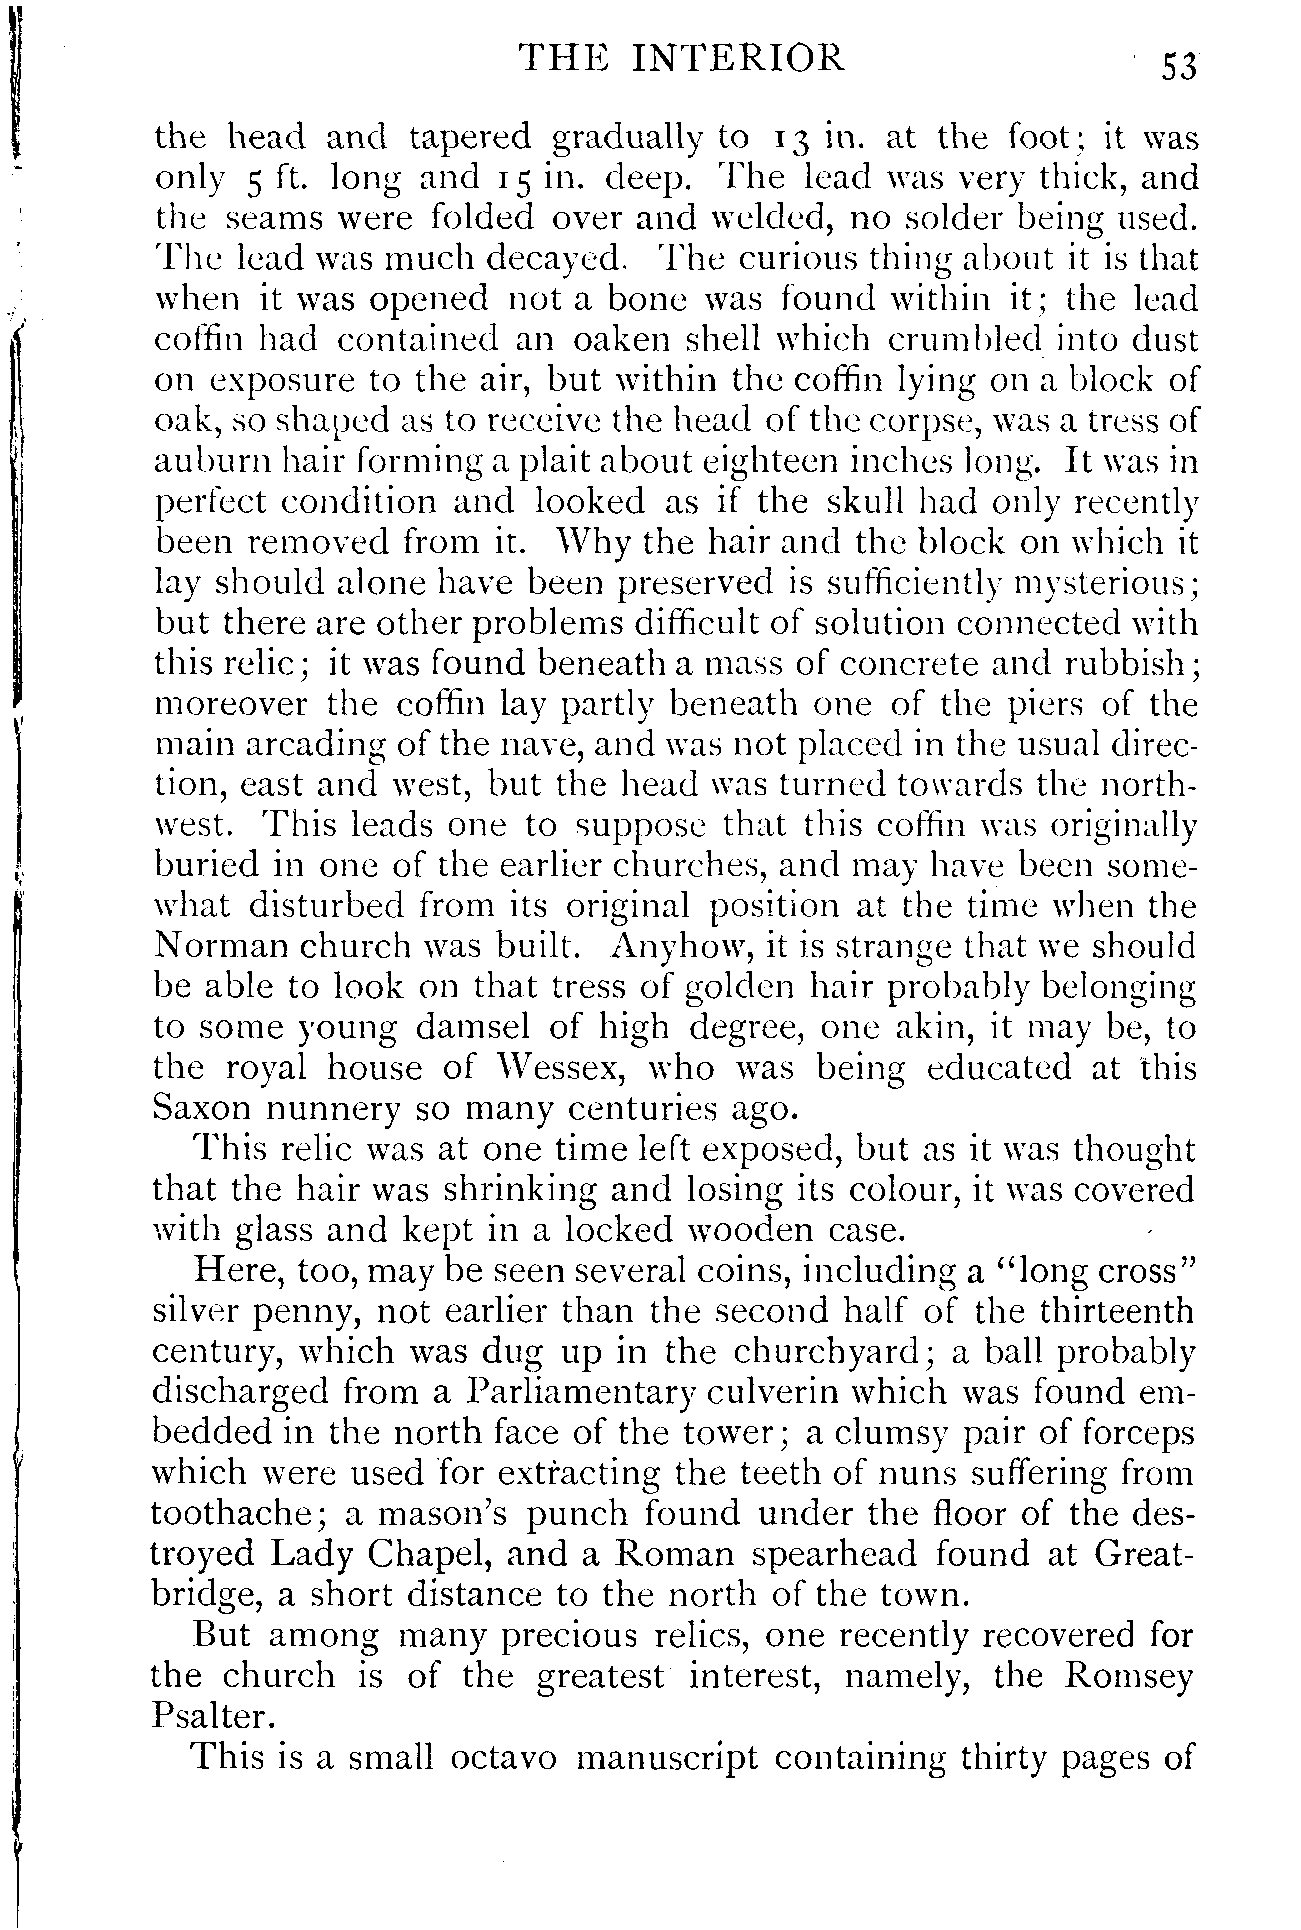 THE INTERIOR 53
the head and tapered gradually to 13 in. at the foot; it was
only 5 ft. long and 15 in. deep. The lead was very thick, and
the seams were folded over and welded, no solder being used.
The lead was much decayed. The curious thing about it is that
when it was opened not a bone was found within it; the lead
coffin had contained an oaken shell which crumbled into dust
on exposure to the air, but within the coffin lying on a block of
oak, so shaped as to receive the head of the corpse, was a tress of
auburn hair forming a plait about eighteen inches long. It was in
perfect condition and looked as if the skull had only recently
been removed from it. Why the hair and the block on which it
lay should alone have been preserved is sufficiently mysterious;
but there are other problems difficult of solution connected with
this relic; it was found beneath a mass of concrete and rubbish;
moreover the coffin lay partly beneath one of the piers of the
main arcading of the nave, and was not placed in the usual direc-
tion, east and west, but the head was turned towards the north-
west. This leads one to suppose that this coffin was originally
buried in one of the earlier churches, and may have been some-
what disturbed from its original position at the time when the
Norman church was built. Anyhow, it is strange that we should
be able to look on that tress of golden hair probably belonging
to some young damsel of high degree, one akin, it may be, to
the royal house of Wessex, who was being educated at this
Saxon nunnery so many centuries ago.
This relic was at one time left exposed, but as it was thought
that the hair was shrinking and losing its colour, it was covered
with glass and kept in a locked wooden case.
Here, too, may be seen several coins, including a “long cross”
silver penny, not earlier than the second half of the thirteenth
century, which was dug up in the churchyard; a ball probably
discharged from a Parliamentary culverin which was found em-
bedded in the north face of the tower; a clumsy pair of forceps
which were used for extracting the teeth of nuns suffering from
toothache; a mason's punch found under the floor of the des-
troyed Lady Chapel, and a Roman spearhead found at Great-
bridge, a short distance to the north of the town.
But among many precious relics, one recently recovered for
the church is of the greatest interest, namely, the Romsey
Psalter.
This is a small octavo manuscript containing thirty pages of